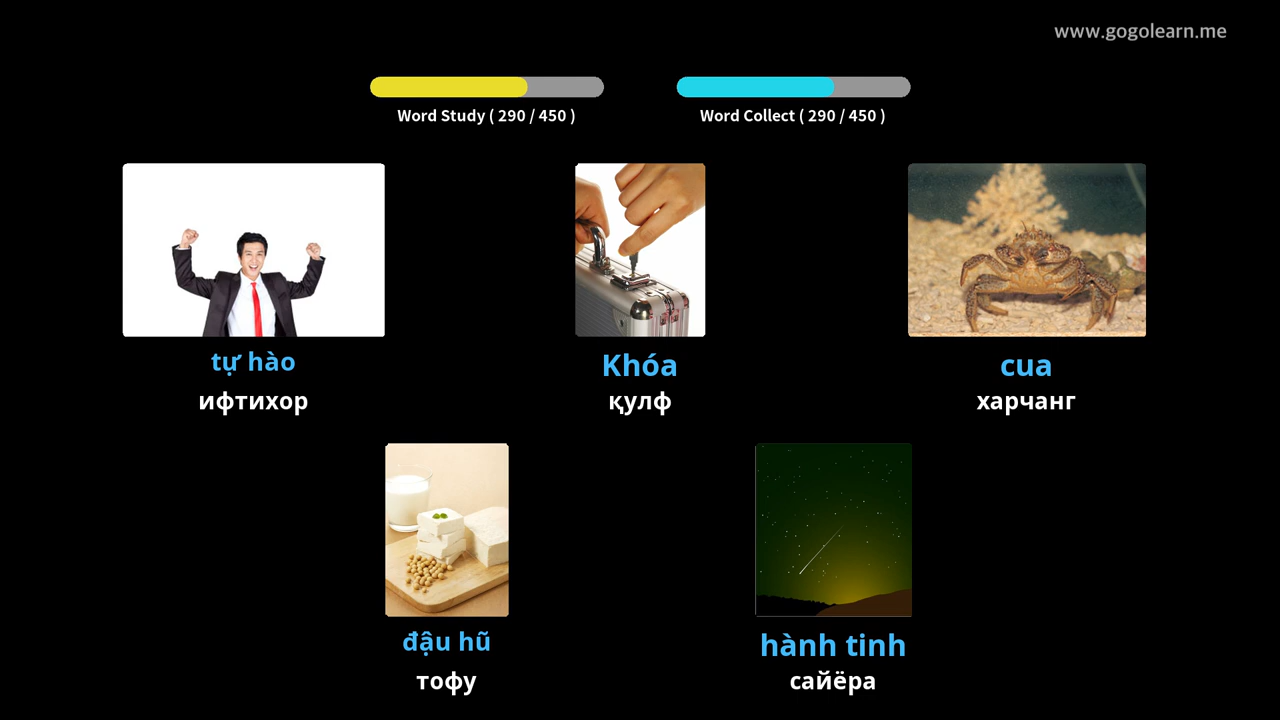 www.gogolearn.me
Word Study ( 290 / 450 )
Word Collect ( 290 / 450 )
tự hào
ифтихор
Khóa
қулф
cua
харчанг
đậu hũ
тофу
hành tinh
сайёра